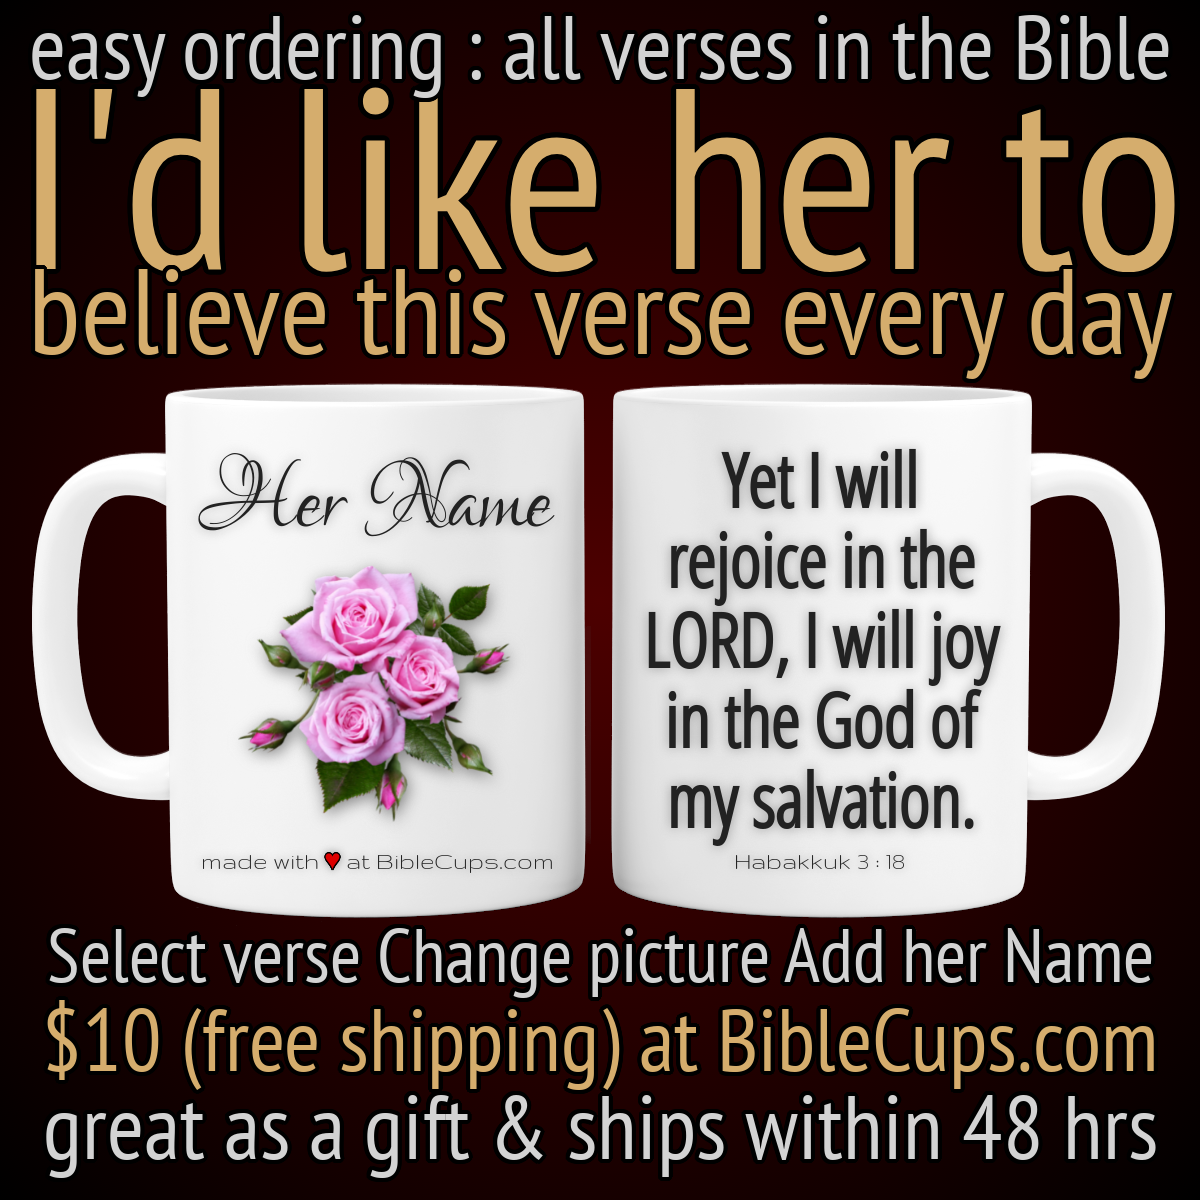 easy ordering : all verses in the Bible
I'd like her to
believe this verse every day
Her Name
made with ♥ at BibleCups.com
Yet I will
rejoice in the
LORD, I will joy
in the God of
my salvation.
Habakkuk 3 : 18
Select verse Change picture Add her Name
$10 (free shipping) at BibleCups.com
great as a gift & ships within 48 hrs